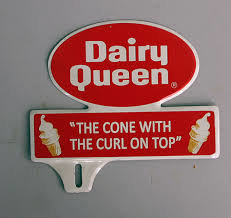 Dairy
Queen®
"THE CONE WITH
THE CURL ON TOP"